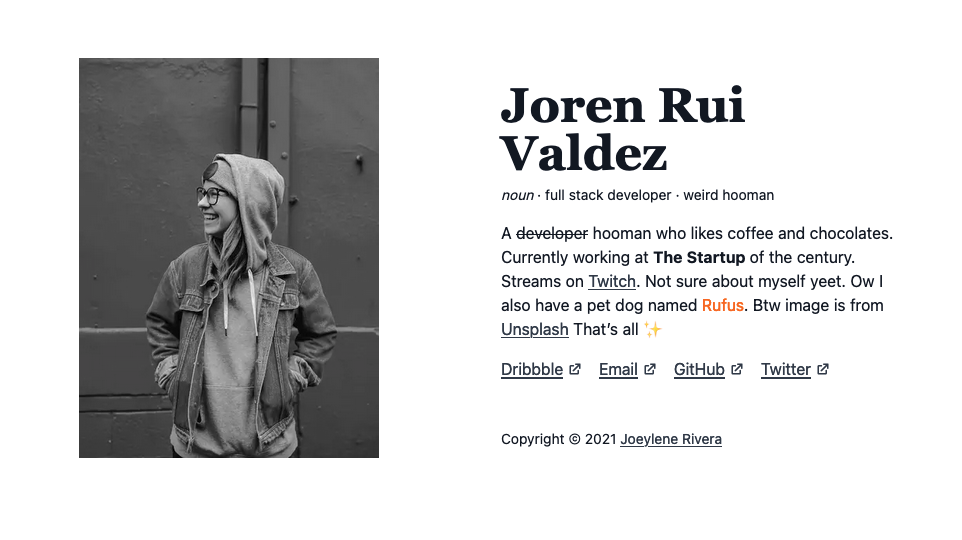 Joren Rui
Valdez
noun · full stack developer · weird hooman
A developer hooman who likes coffee and chocolates.
Currently working at The Startup of the century.
Streams on Twitch. Not sure about myself yeet. Ow I
also have a pet dog named Rufus. Btw image is from
Unsplash That's all ✨
Dribbble Email GitHub Twitter
Copyright © 2021 Joeylene Rivera